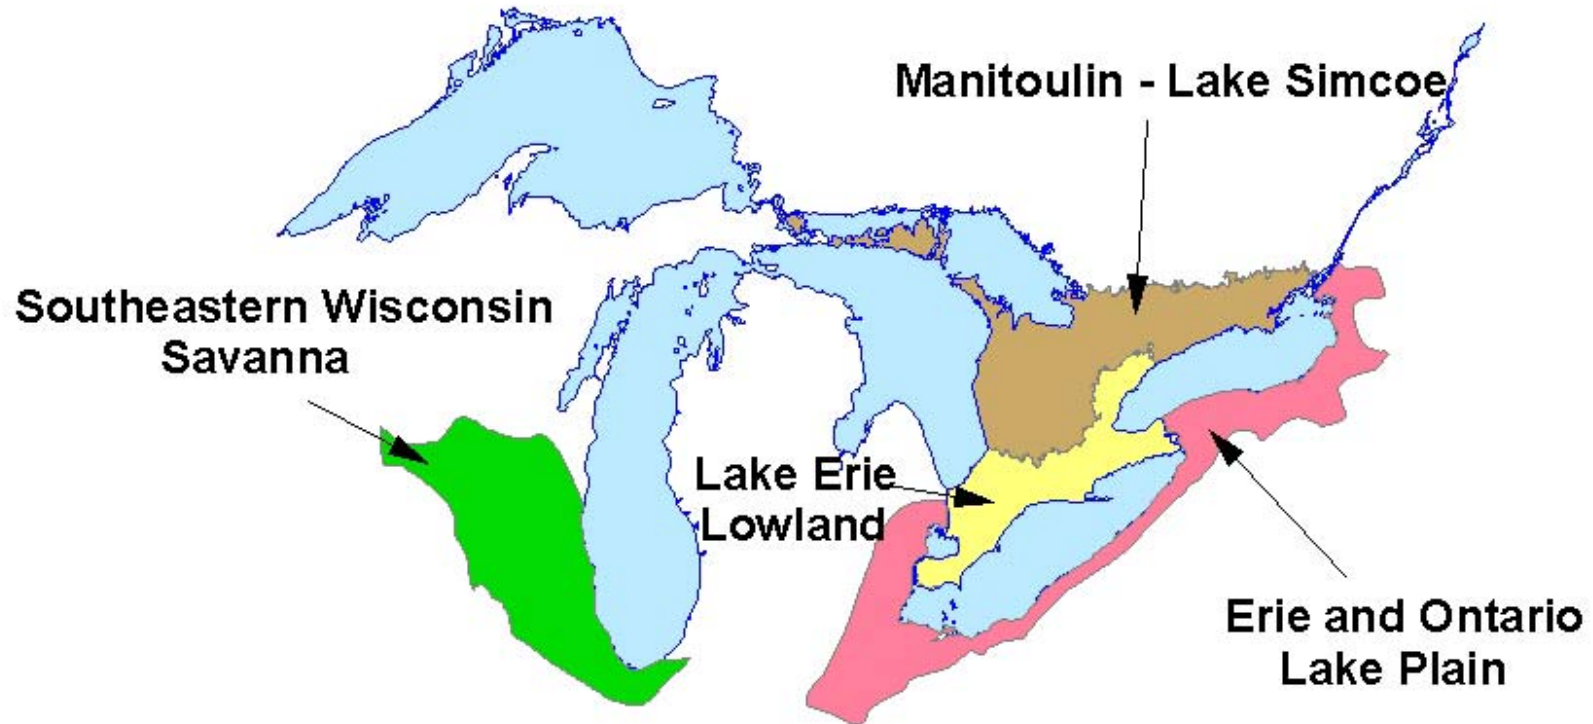 Manitoulin - Lake Simcoe
Southeastern Wisconsin
Savanna
Lake Erie
Lowland
Erie and Ontario
Lake Plain